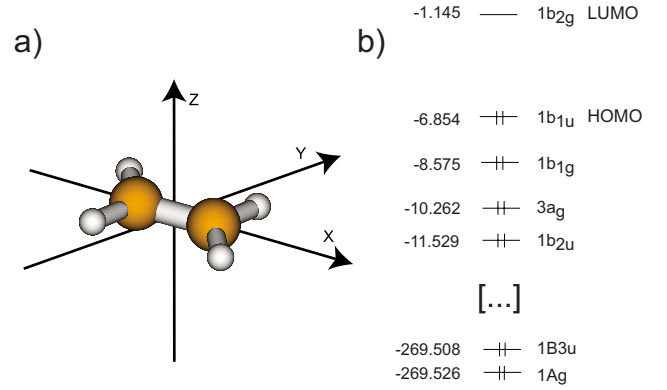 a)
Z
Y
X
b)
-1.145 1b2g LUMO
-6.854 1b1u HOMO
-8.575 1b1g
-10.262 3ag
-11.529 1b2u
[...]
-269.508 1B3u
-269.526 1Ag